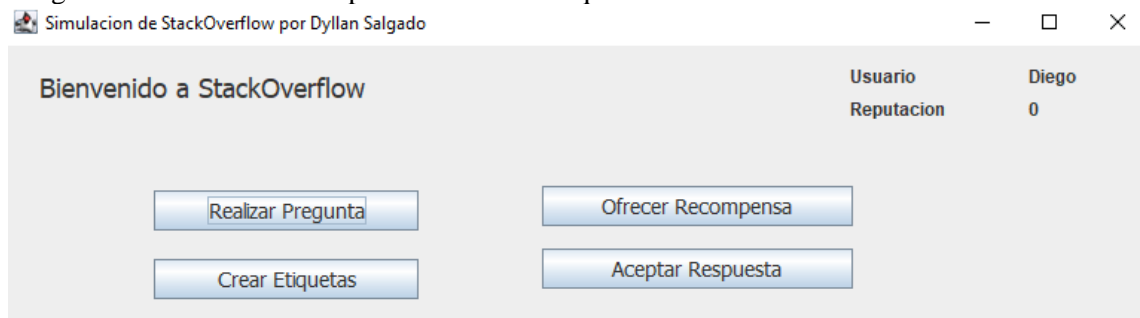 Simulacion de StackOverflow por Dyllan Salgado
Bienvenido a StackOverflow
Usuario Diego
Reputacion 0
Realizar Pregunta
Ofrecer Recompensa
Crear Etiquetas
Aceptar Respuesta